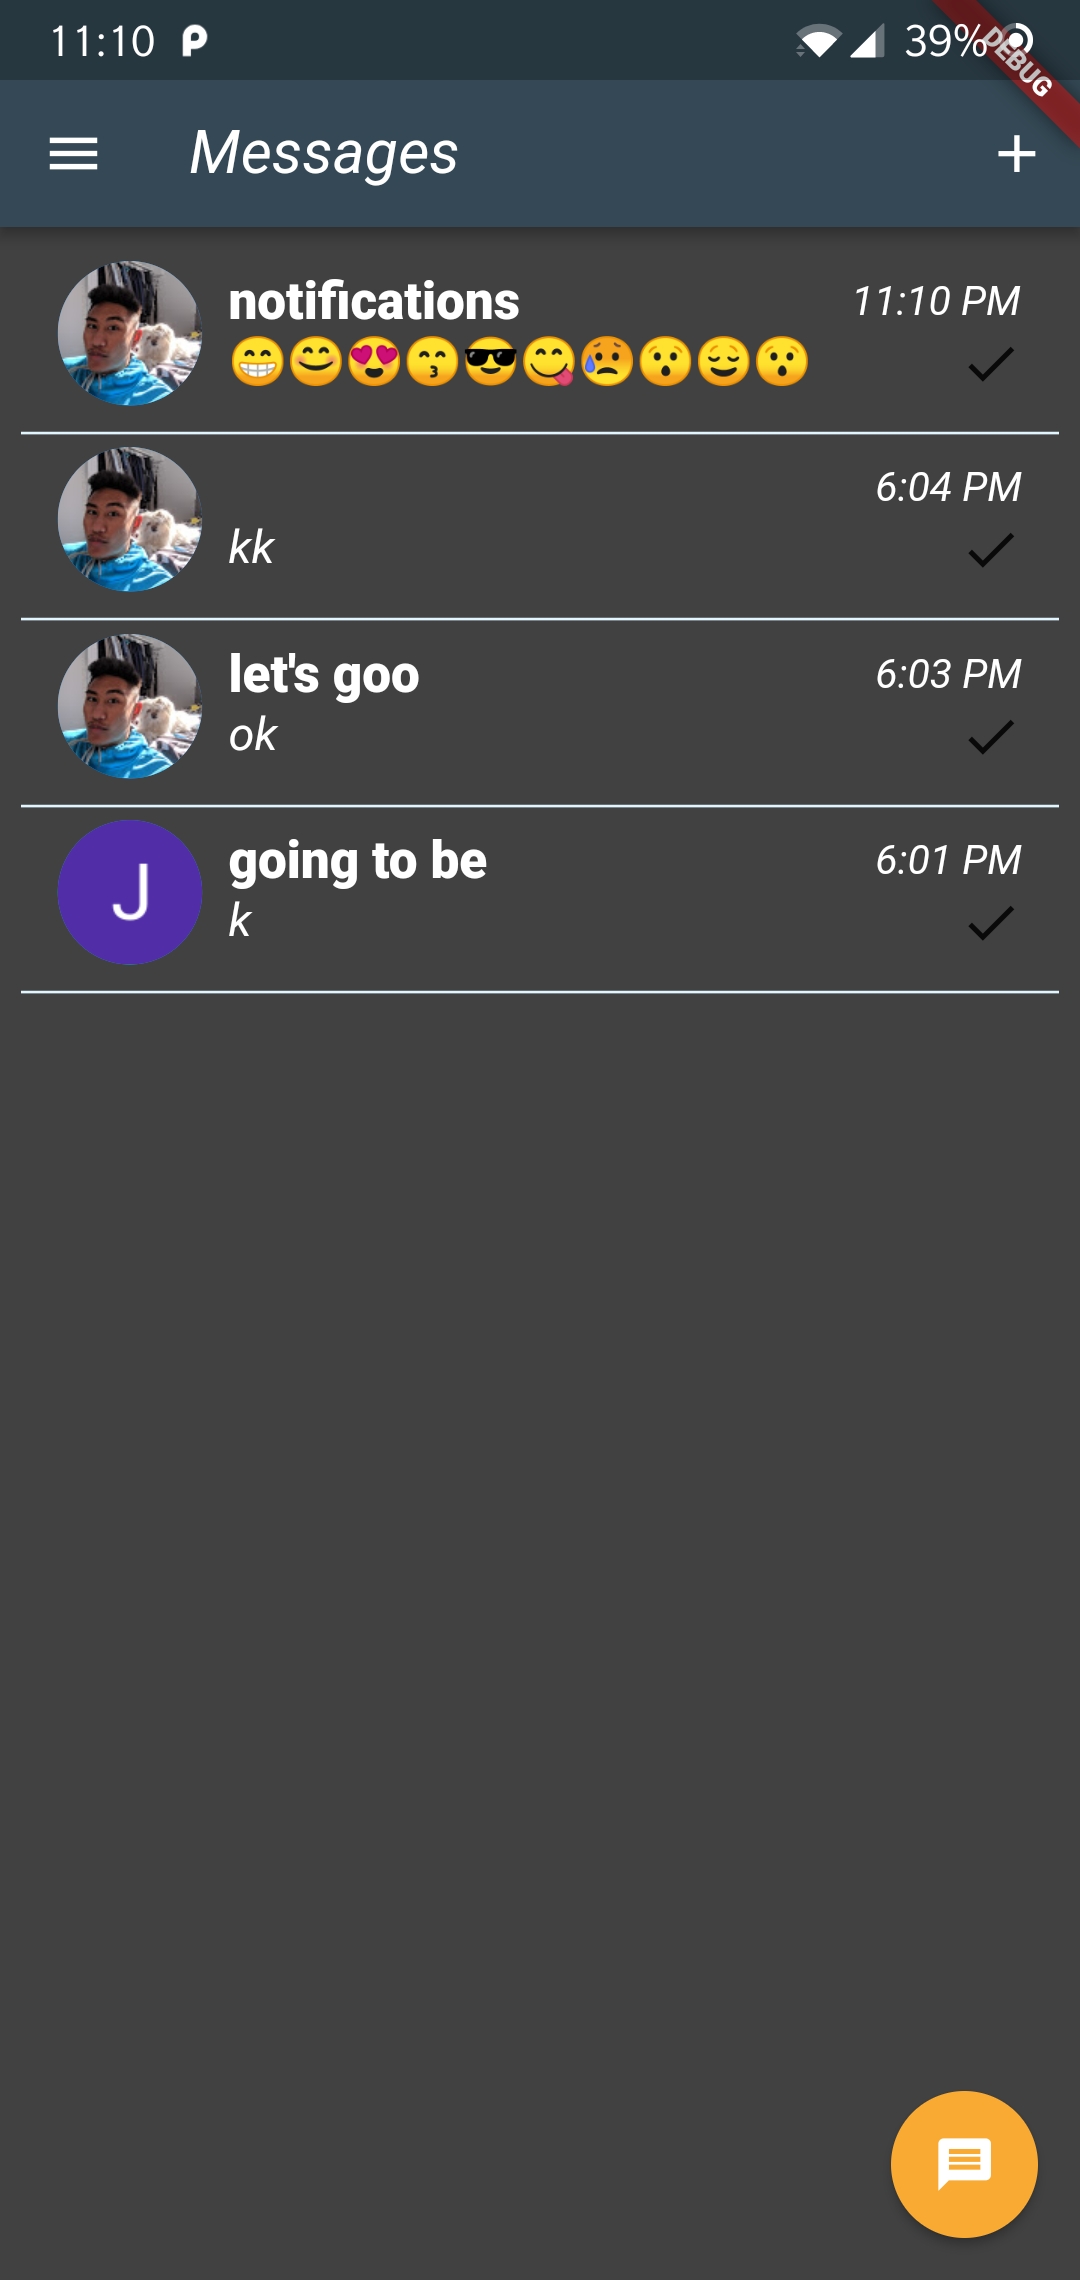 11:10 39%
DEBUG
Messages
notifications 11:10 PM
😁😊😍😙😎😋😥😯😌😯
6:04 PM
kk
let's goo 6:03 PM
ok
J
going to be 6:01 PM
k